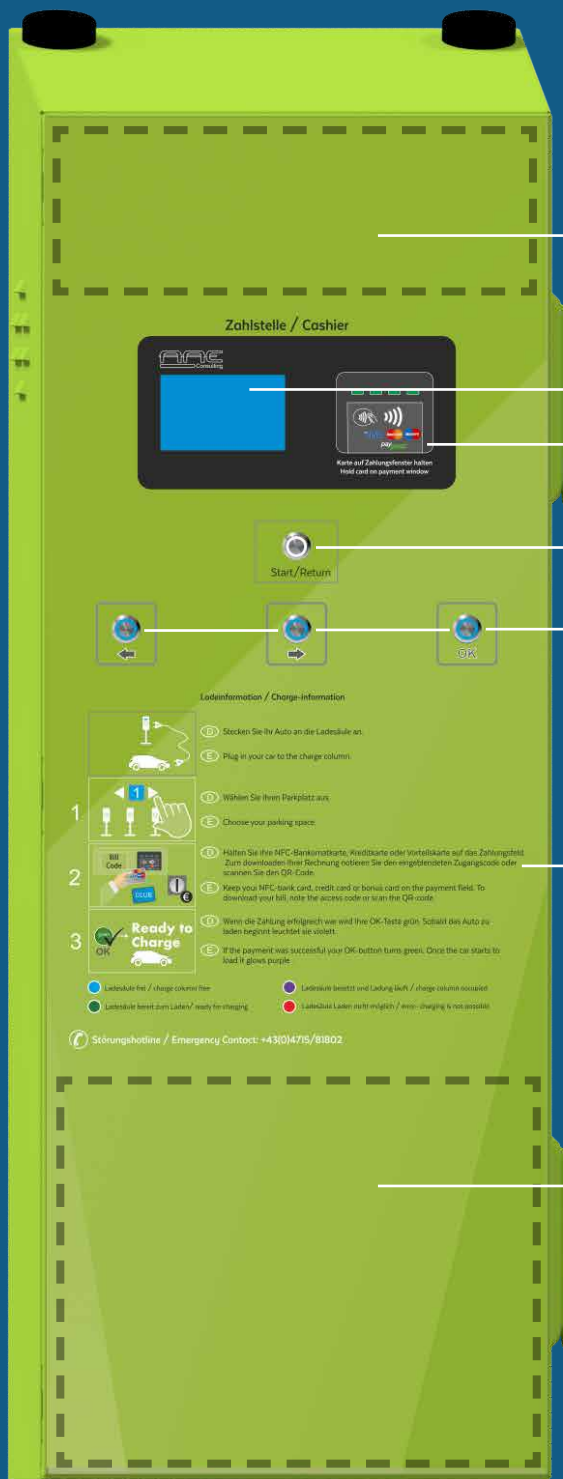 Zahlstelle / Cashier
AAE
Consulting
pay
Karte auf Zahlungsfenster halten
Hold card on payment window
Start/Return
OK
Ladeinformation / Charge-information
D Stecken Sie Ihr Auto an die Ladesäule an.
E Plug in your car to the charge column.
1
1
D Wählen Sie Ihren Parkplatz aus.
E Choose your parking space.
2
Bill
Code
CLUB
€
D Halten Sie ihre NFC-Bankomatkarte, Kreditkarte oder Vorteilskarte auf das Zahlungsfeld.
Zum downloaden Ihrer Rechnung notieren Sie den eingeblendeten Zugangscode oder
scannen Sie den QR-Code.
E Keep your NFC-bank card, credit card or bonus card on the payment field. To
download your bill, note the access code or scan the QR-code.
3
OK
Ready to
Charge
D Wenn die Zahlung erfolgreich war wird Ihre OK-Taste grün. Sobald das Auto zu
laden beginnt leuchtet sie violett.
E If the payment was successful your OK-button turns green. Once the car starts to
load it glows purple
Ladesäule frei / charge column free
Ladesäule besetzt und Ladung läuft / charge column occupied
Ladesäule bereit zum Laden/ ready for charging
Ladesäule Laden nicht möglich / error- charging is not possible
Störungshotline / Emergency Contact: +43(0)4715/81802